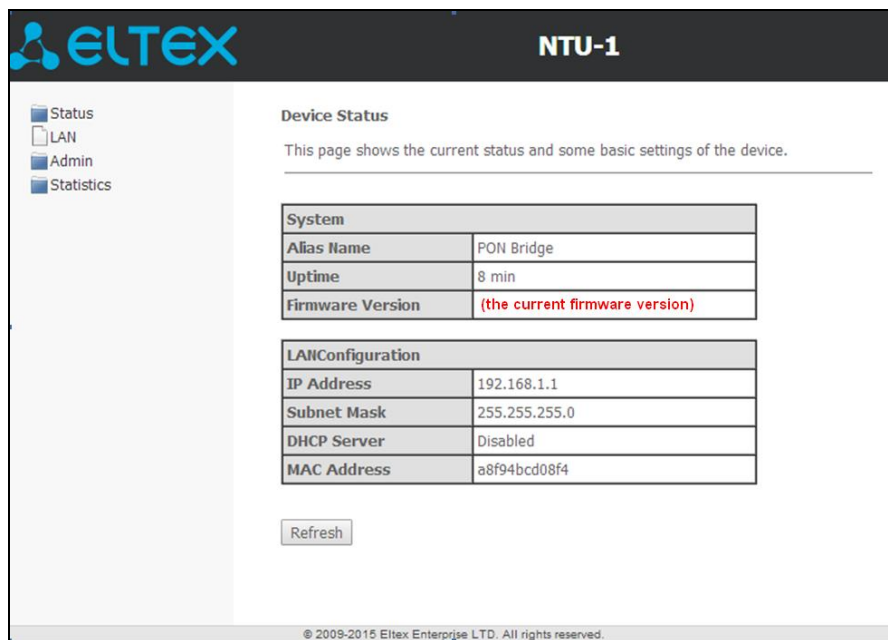 ELTEX
NTU-1
Status
LAN
Admin
Statistics
Device Status
This page shows the current status and some basic settings of the device.
System
Alias Name PON Bridge
Uptime 8 min
Firmware Version (the current firmware version)
LANConfiguration
IP Address 192.168.1.1
Subnet Mask 255.255.255.0
DHCP Server Disabled
MAC Address a8f94bcd08f4
Refresh
© 2009-2015 Eltex Enterprise LTD. All rights reserved.